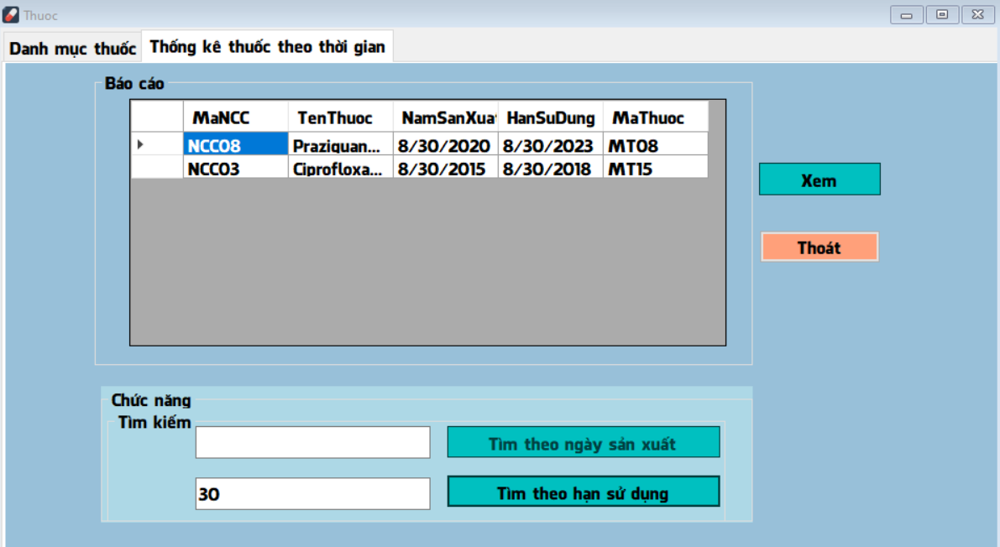 Thuoc
Danh mục thuốc Thống kê thuốc theo thời gian
Báo cáo
MaNCC TenThuoc NamSanXuat HanSuDung MaThuoc
NCC08 Praziquan... 8/30/2020 8/30/2023 MT08
NCC03 Ciprofloxa... 8/30/2015 8/30/2018 MT15
Xem
Thoát
Chức năng
Tìm kiếm
Tìm theo ngày sản xuất
30 Tìm theo hạn sử dụng